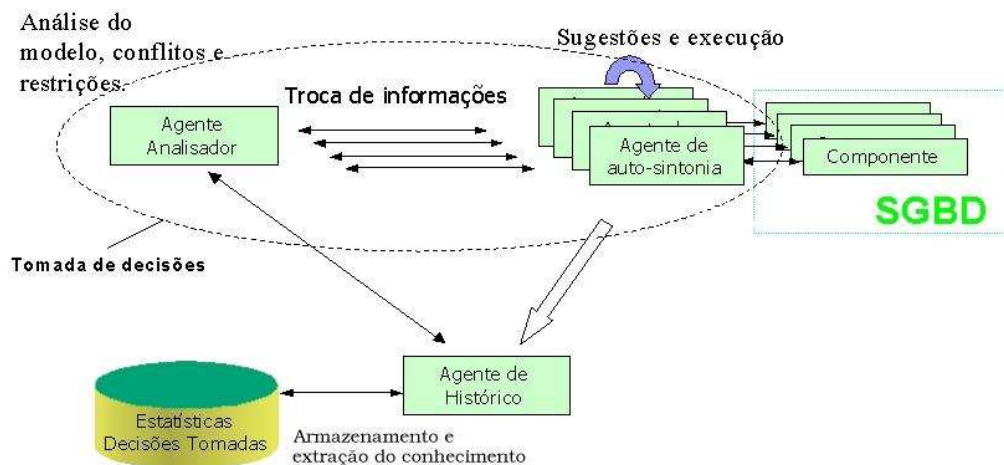 Análise do
modelo, conflitos e
restrições.
Sugestões e execução
Troca de informações
Agente
Analisador
Agente de
auto-sintonia
Componente
SGBD
Tomada de decisões
Agente de
Histórico
Estatísticas
Decisões Tomadas
Armazenamento e
extração do conhecimento